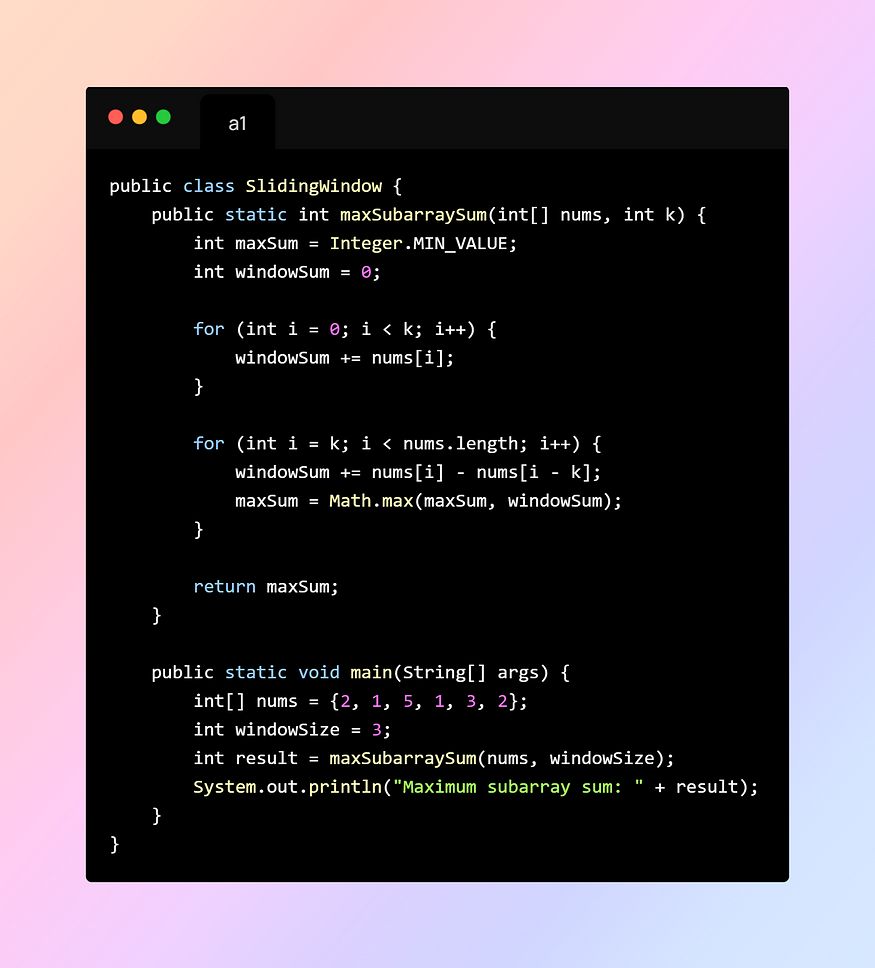 a1
public class SlidingWindow {
    public static int maxSubarraySum(int[] nums, int k) {
        int maxSum = Integer.MIN_VALUE;
        int windowSum = 0;

        for (int i = 0; i < k; i++) {
            windowSum += nums[i];
        }

        for (int i = k; i < nums.length; i++) {
            windowSum += nums[i] - nums[i - k];
            maxSum = Math.max(maxSum, windowSum);
        }

        return maxSum;
    }

    public static void main(String[] args) {
        int[] nums = {2, 1, 5, 1, 3, 2};
        int windowSize = 3;
        int result = maxSubarraySum(nums, windowSize);
        System.out.println("Maximum subarray sum: " + result);
    }
}